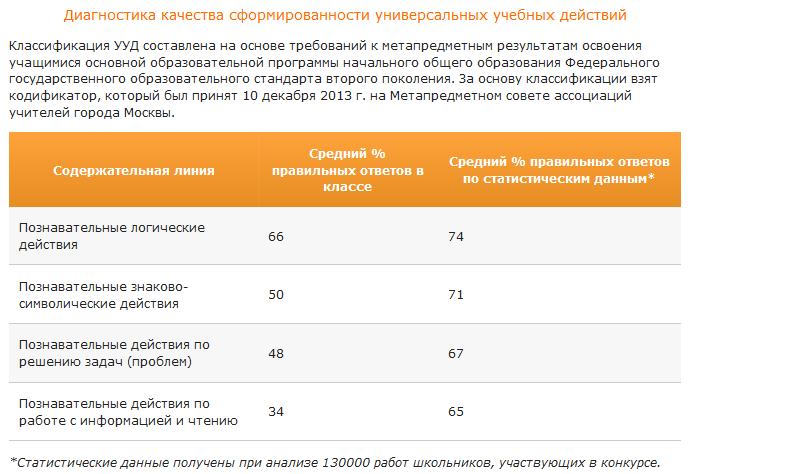 Диагностика качества сформированности универсальных учебных действий
Классификация УУД составлена на основе требований к метапредметным результатам освоения
учащимися основной образовательной программы начального общего образования Федерального
государственного образовательного стандарта второго поколения. За основу классификации взят
кодификатор, который был принят 10 декабря 2013 г. на Метапредметном совете ассоциаций
учителей города Москвы.
Содержательная линия
Средний %
правильных ответов в
классе
Средний % правильных ответов
по статистическим данным*
Познавательные логические
действия
66
74
Познавательные знаково-
символические действия
50
71
Познавательные действия по
решению задач (проблем)
48
67
Познавательные действия по
работе с информацией и чтению
34
65
*Статистические данные получены при анализе 130000 работ школьников, участвующих в конкурсе.